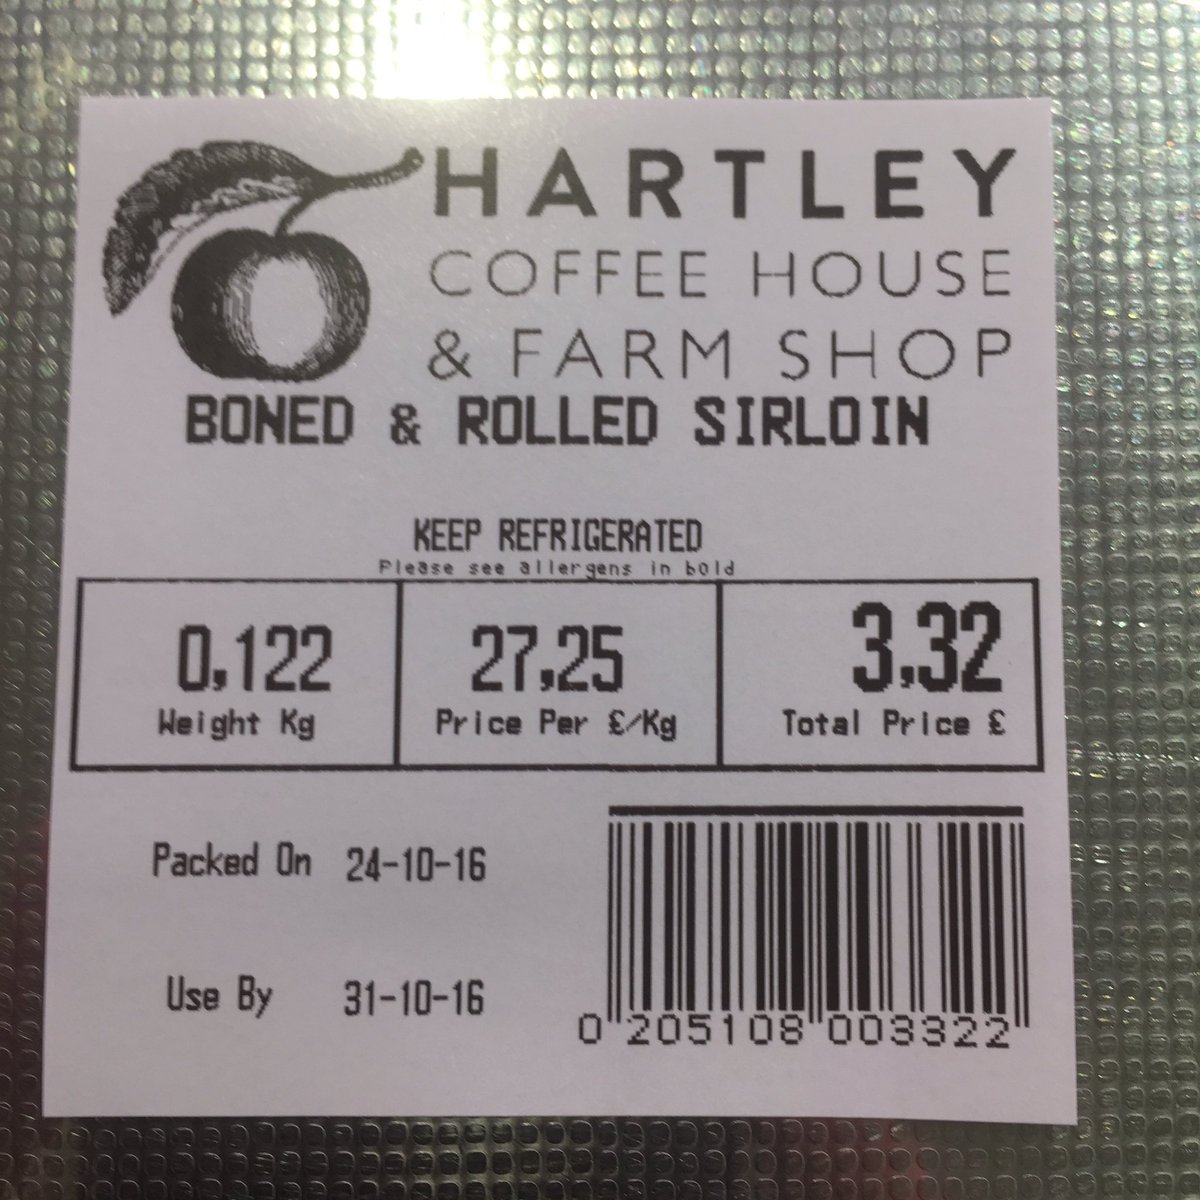 HARTLEY
COFFEE HOUSE
& FARM SHOP
BONED & ROLLED SIRLOIN
KEEP REFRIGERATED
Please see allergens in bold
0,122 27,25 3,32
Weight Kg Price Per £/Kg Total Price £
Packed On 24-10-16
Use By 31-10-16
0 205108 003322